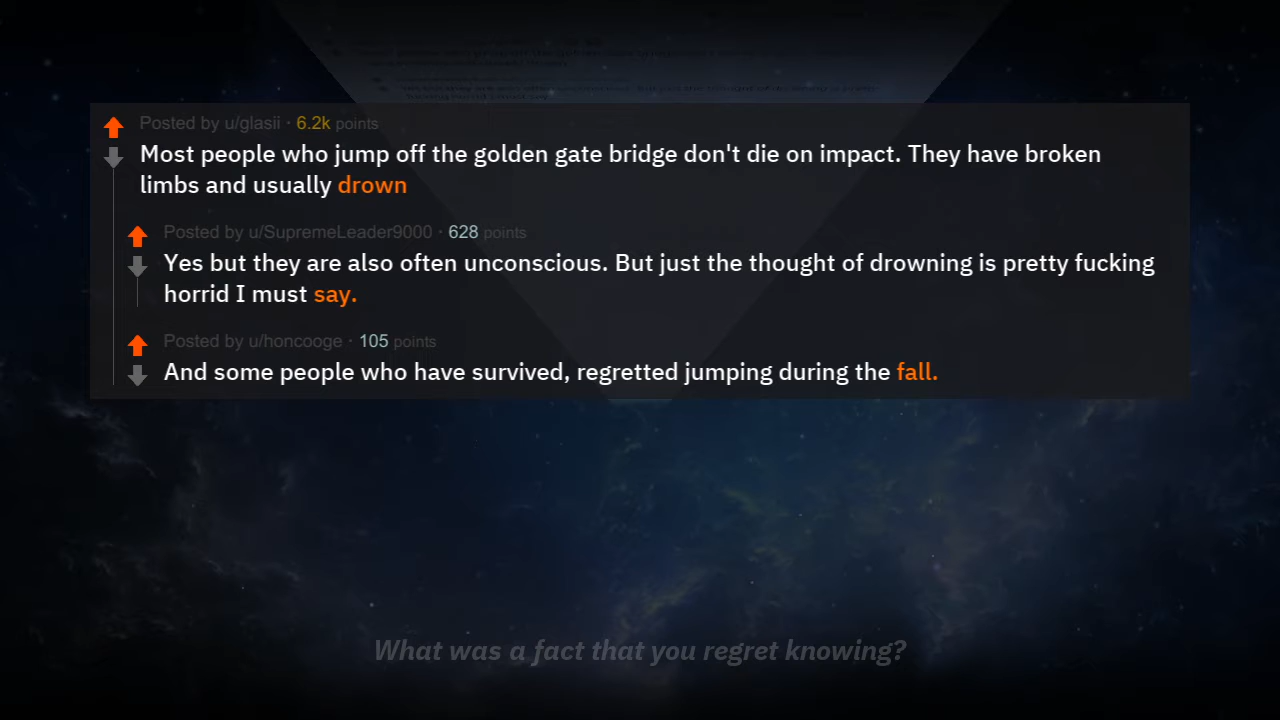 Posted by u/glasii · 6.2k points
Most people who jump off the golden gate bridge don't die on impact. They have broken
limbs and usually drown
Posted by u/SupremeLeader9000 · 628 points
Yes but they are also often unconscious. But just the thought of drowning is pretty fucking
horrid I must say.
Posted by u/honcooge · 105 points
And some people who have survived, regretted jumping during the fall.
What was a fact that you regret knowing?